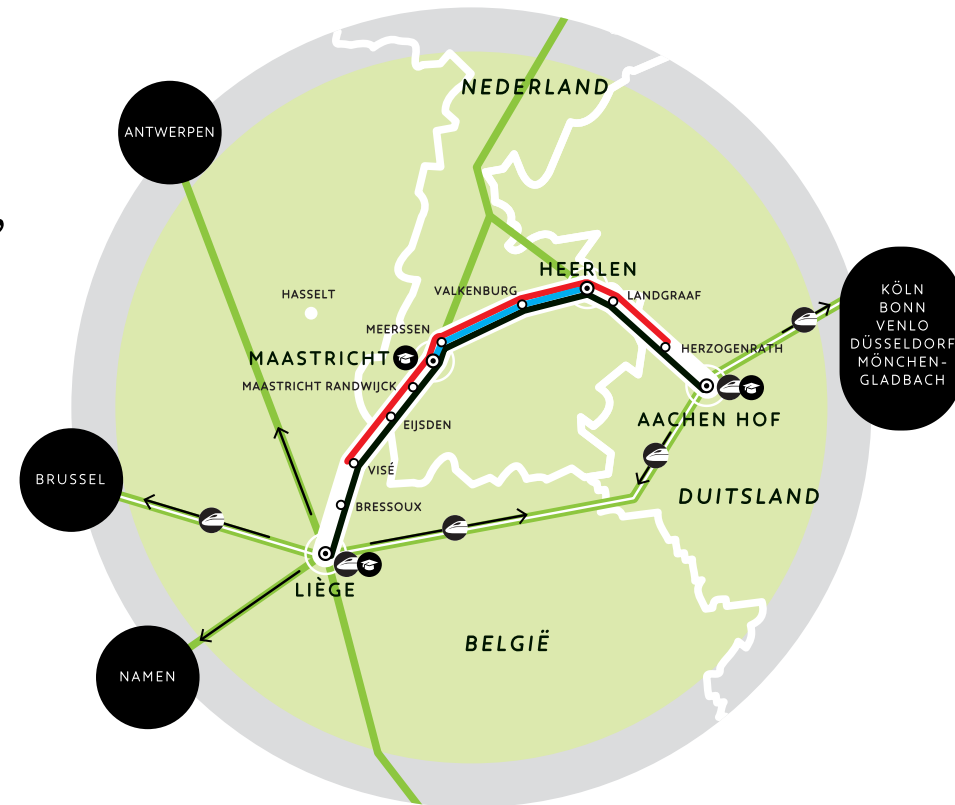 NEDERLAND
ANTWERPEN
HEERLEN
HASSELT
VALKENBURG
LANDGRAAF
KÖLN
BONN
VENLO
DÜSSELDORF
MÖNCHEN-
GLADBACH
MEERSSEN
HERZOGENRATH
MAASTRICHT
MAASTRICHT RANDWIJCK
AACHEN HOF
EIJSDEN
BRUSSEL
VISÉ
DUITSLAND
BRESSOUX
LIÈGE
BELGIË
NAMEN